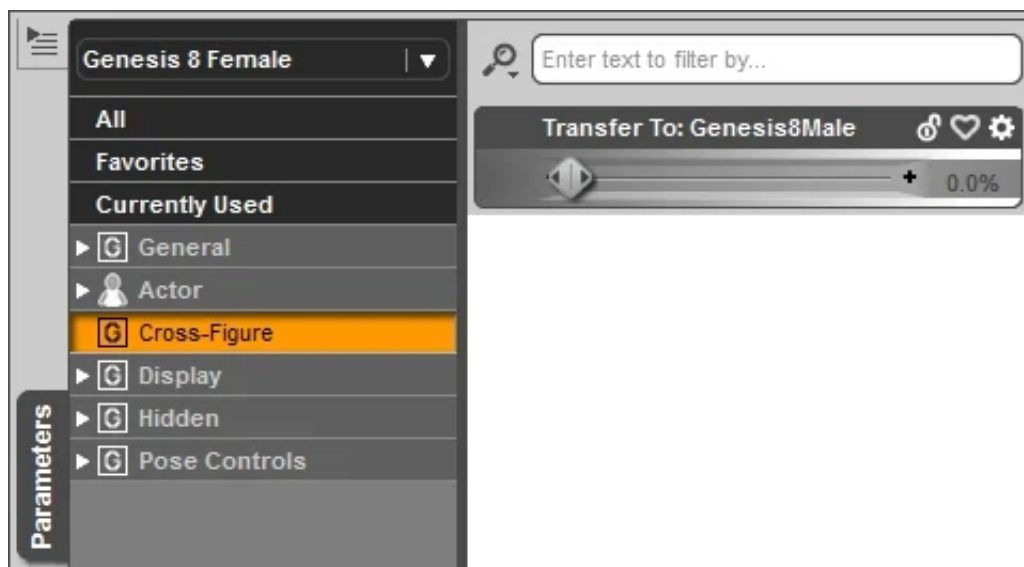 Genesis 8 Female
Enter text to filter by...
All
Transfer To: Genesis8Male
0.0%
Favorites
Currently Used
G General
Actor
G Cross-Figure
G Display
G Hidden
G Pose Controls
Parameters